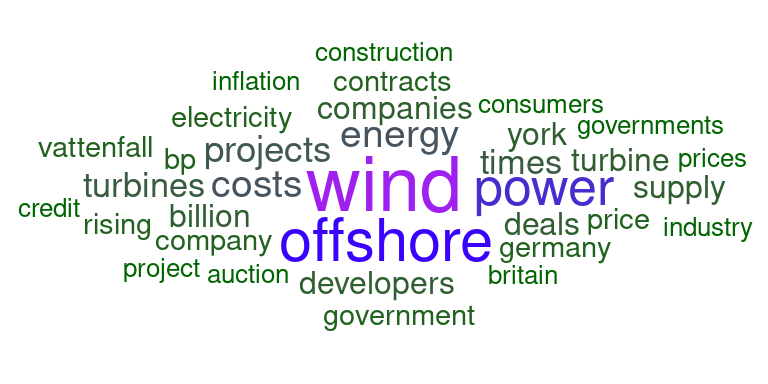 construction
inflation contracts
electricity companies consumers
vattenfall bp projects energy york governments
turbines costs wind times turbine prices
credit rising billion offshore power supply
company deals price industry
project auction developers germany
government britain